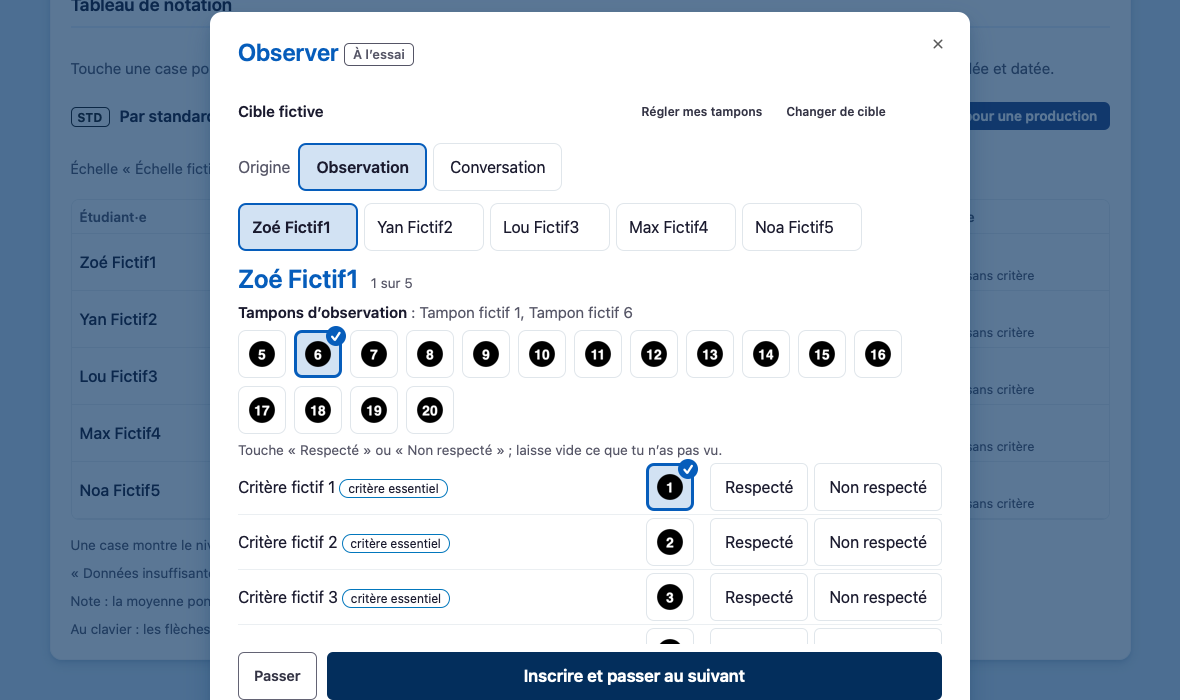 Tableau de notation
Observer À l’essai ×
Touche une case ée et datée.
Cible fictive Régler mes tampons Changer de cible
STD Par standard pour une production
Origine Observation Conversation
Échelle « Échelle
Zoé Fictif1 Yan Fictif2 Lou Fictif3 Max Fictif4 Noa Fictif5
Étudiant·e
Zoé Fictif1 sans critère
Zoé Fictif1 1 sur 5
Tampons d’observation : Tampon fictif 1, Tampon fictif 6
Yan Fictif2 sans critère
5 6 7 8 9 10 11 12 13 14 15 16
Lou Fictif3 sans critère
17 18 19 20
Max Fictif4 sans critère
Touche « Respecté » ou « Non respecté » ; laisse vide ce que tu n’as pas vu.
Critère fictif 1 critère essentiel 1 Respecté Non respecté
Noa Fictif5 sans critère
Critère fictif 2 critère essentiel 2 Respecté Non respecté
Une case montre le
« Données
Critère fictif 3 critère essentiel 3 Respecté Non respecté
Note : la moyenne
Au clavier : les flèches
Passer Inscrire et passer au suivant